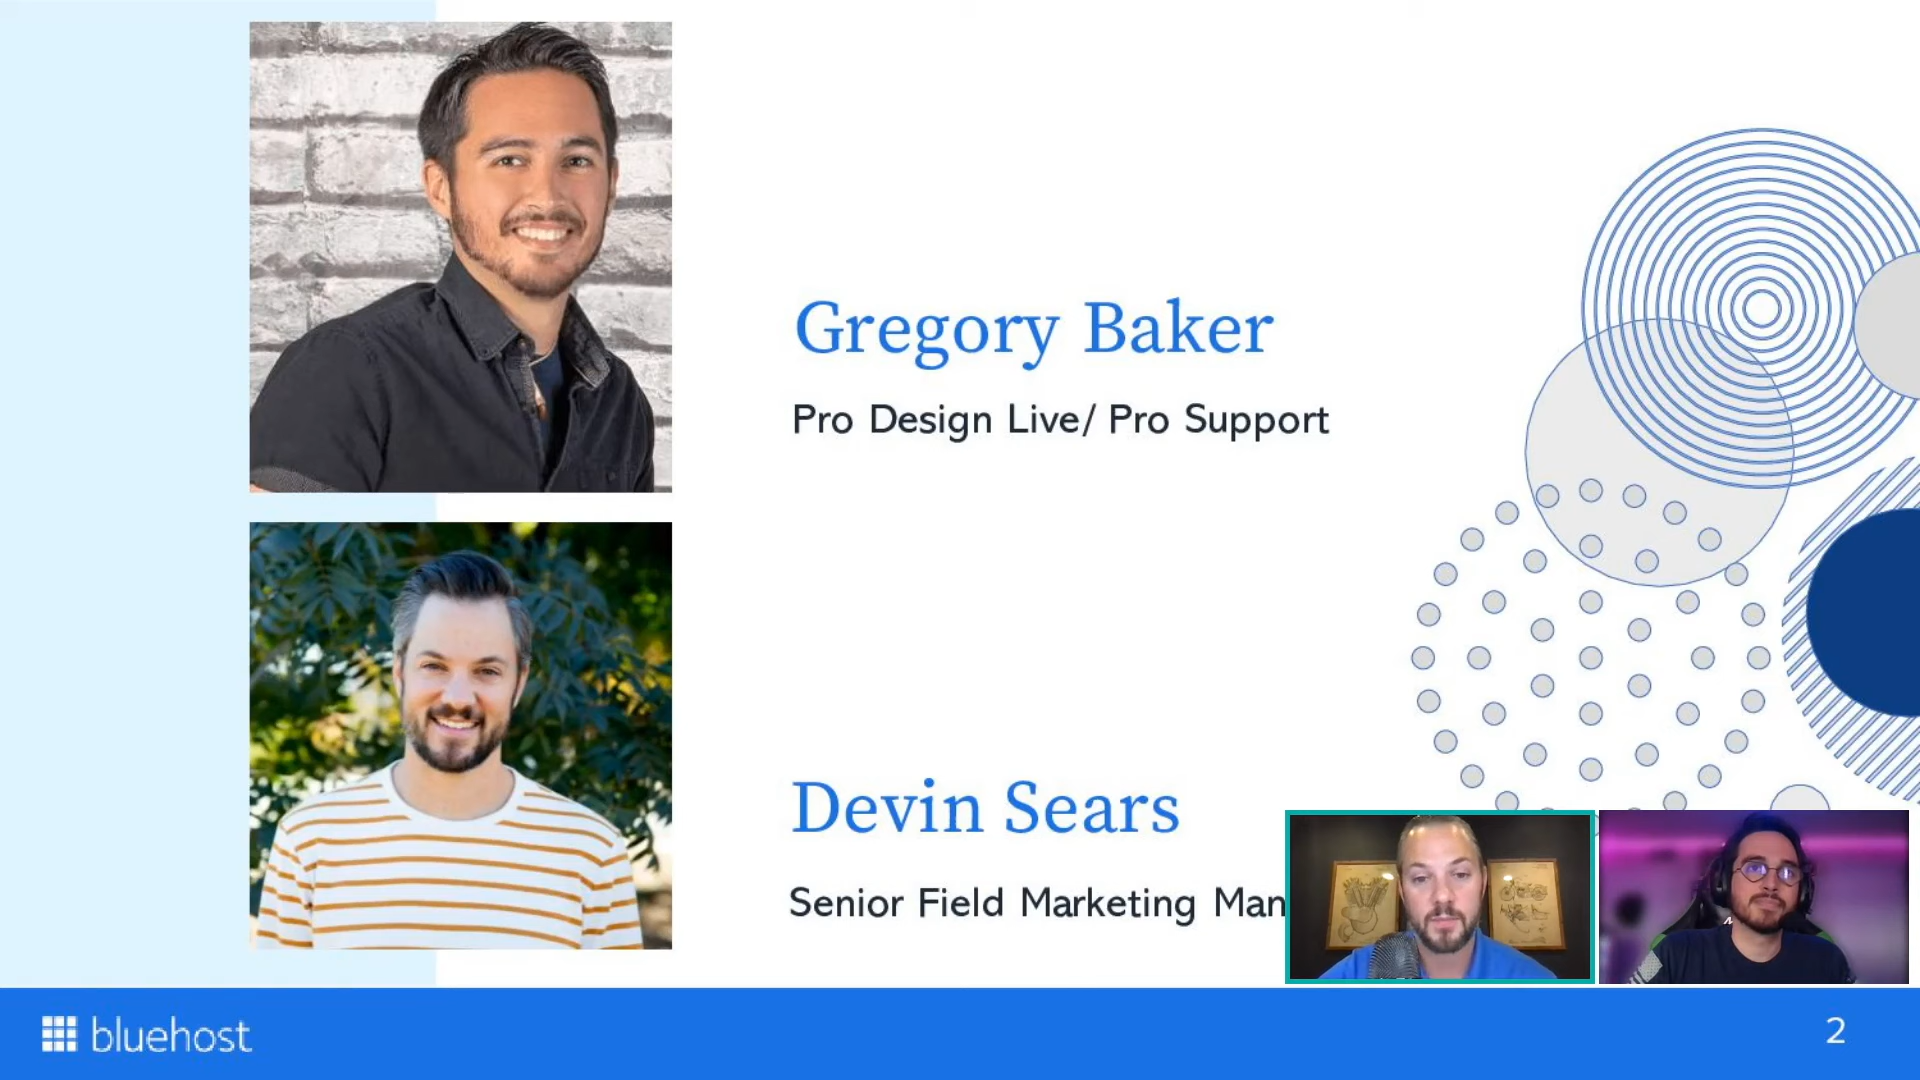 Gregory Baker
Pro Design Live/ Pro Support
Devin Sears
Senior Field Marketing Man
bluehost
2